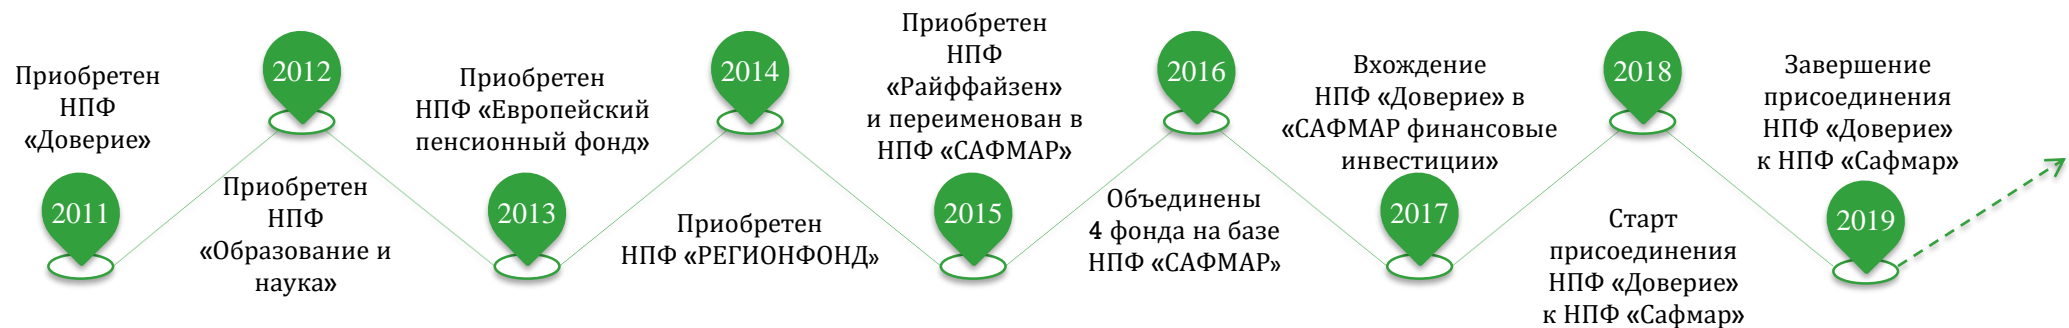 2011
Приобретен
НПФ
«Доверие»
2012
Приобретен
НПФ
«Образование и
наука»
2013
Приобретен
НПФ «Европейский
пенсионный фонд»
2014
Приобретен
НПФ «РЕГИОНФОНД»
2015
Приобретен
НПФ
«Райффайзен»
и переименован в
НПФ «САФМАР»
2016
Объединены
4 фонда на базе
НПФ «САФМАР»
2017
Вхождение
НПФ «Доверие» в
«САФМАР финансовые
инвестиции»
2018
Старт
присоединения
НПФ «Доверие»
к НПФ «Сафмар»
2019
Завершение
присоединения
НПФ «Доверие»
к НПФ «Сафмар»